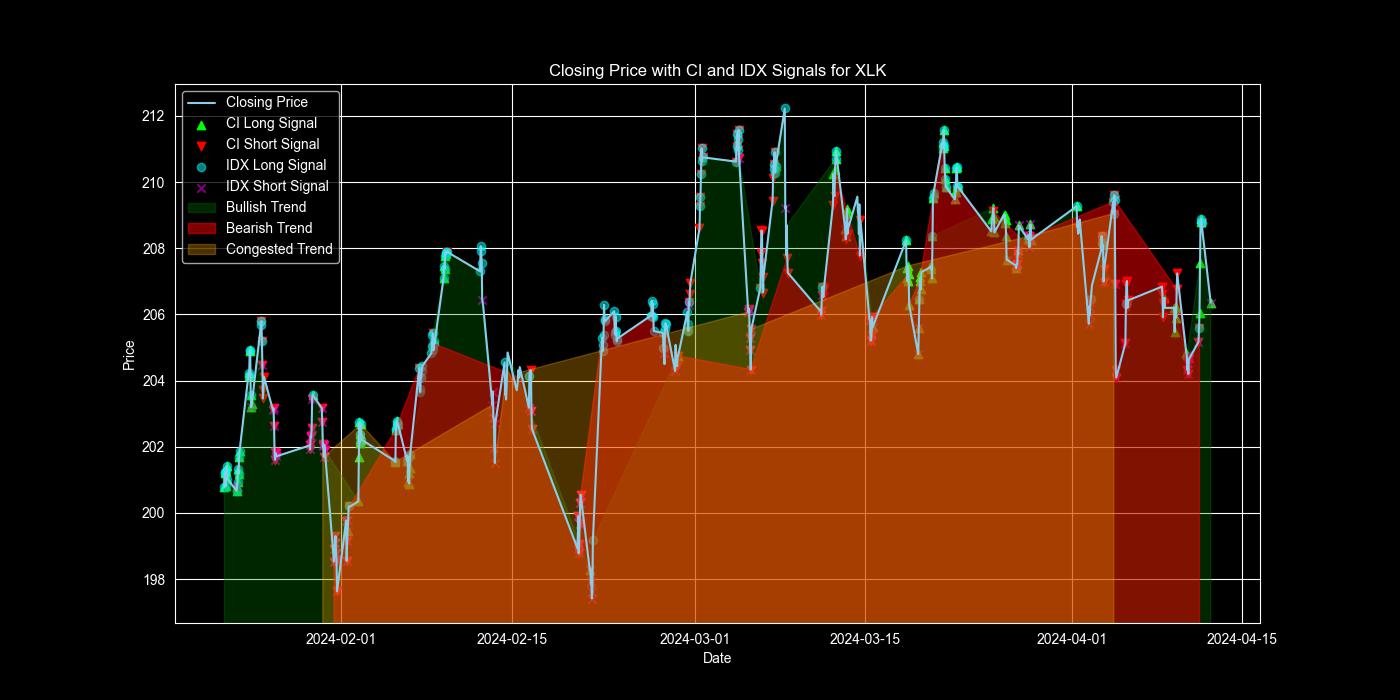 Closing Price with CI and IDX Signals for XLK
Closing Price
CI Long Signal
CI Short Signal
IDX Long Signal
IDX Short Signal
Bullish Trend
Bearish Trend
Congested Trend
Price
212
210
208
206
204
202
200
198
2024-02-01 2024-02-15 2024-03-01 2024-03-15 2024-04-01 2024-04-15
Date